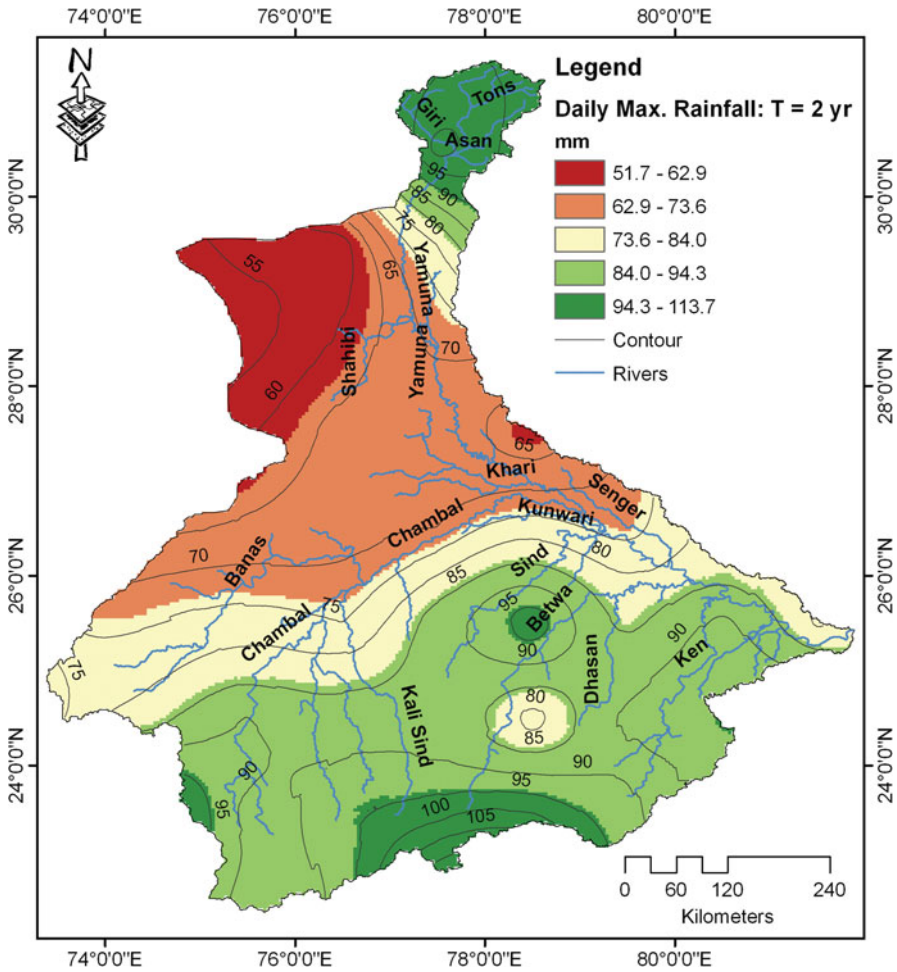 74°0'0"E 76°0'0"E 78°0'0"E 80°0'0"E
N
Legend
Daily Max. Rainfall: T = 2 yr
mm
51.7 - 62.9
62.9 - 73.6
73.6 - 84.0
84.0 - 94.3
94.3 - 113.7
Contour
Rivers
Giri
Tons
Asan
95
90
85
80
75
30°0'0"N
30°0'0"N
55
65
Yamuna
Yamuna
Shahibi
70
60
28°0'0"N
28°0'0"N
65
Khari
Senger
Chambal
Kunwari
70
Banas
80
Sind
85
26°0'0"N
26°0'0"N
75
95
Betwa
Chambal
90
90
Ken
Dhasan
75
Kali Sind
80
85
24°0'0"N
24°0'0"N
90
90
95
95
100
105
0 60 120 240
Kilometers
74°0'0"E 76°0'0"E 78°0'0"E 80°0'0"E